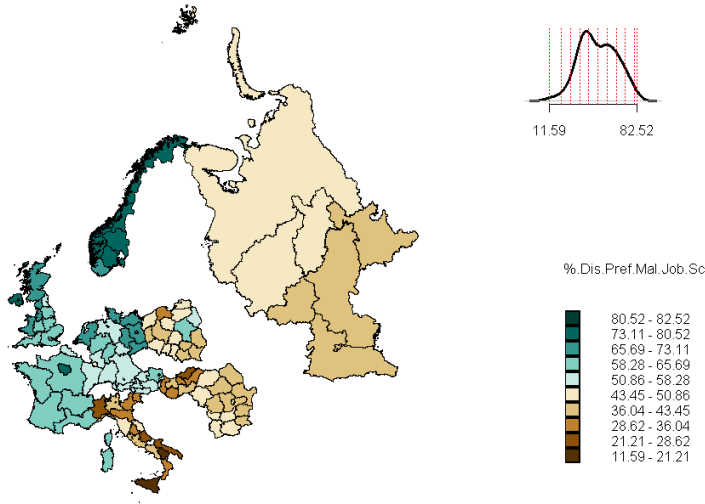 11.59 82.52
%.Dis.Pref.Mal.Job.Sc
80.52 - 82.52
73.11 - 80.52
65.69 - 73.11
58.28 - 65.69
50.86 - 58.28
43.45 - 50.86
36.04 - 43.45
28.62 - 36.04
21.21 - 28.62
11.59 - 21.21